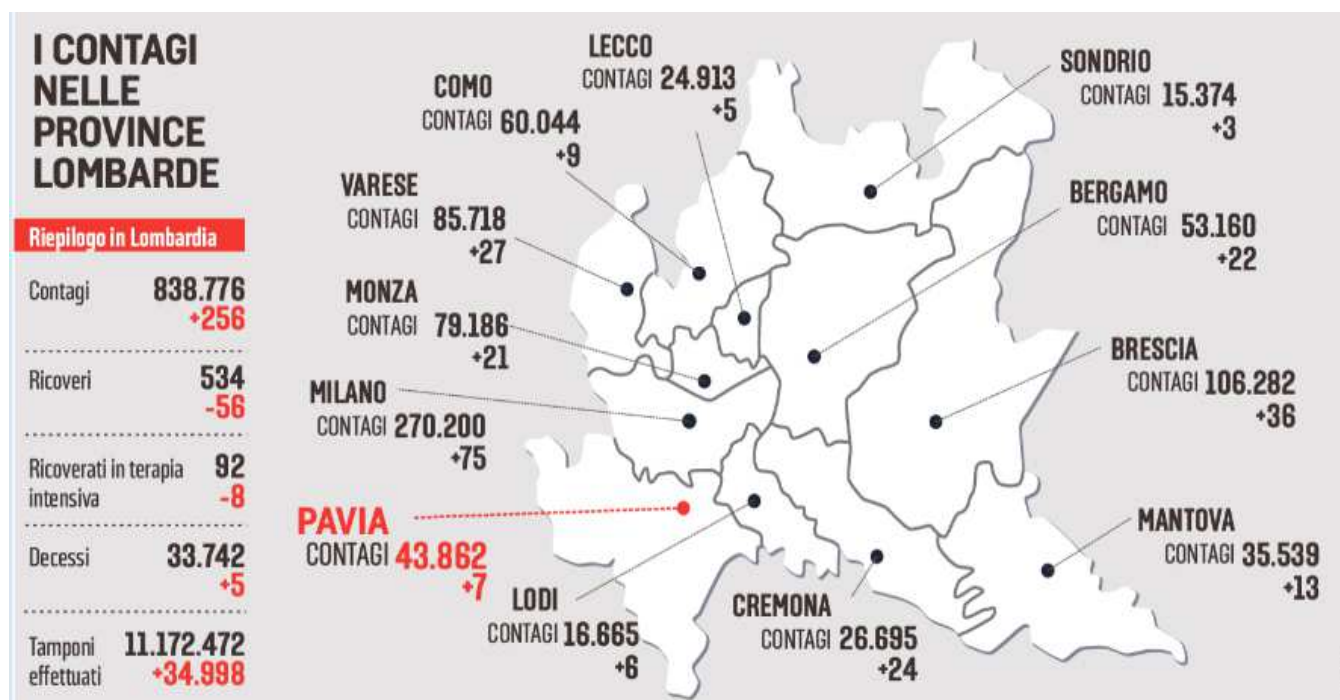 I CONTAGI
NELLE
PROVINCE
LOMBARDE
Riepilogo in Lombardia
Contagi 838.776
+256
Ricoveri 534
-56
Ricoverati in terapia 92
intensiva -8
Decessi 33.742
+5
Tamponi 11.172.472
effettuati +34.998
LECCO
CONTAGI 24.913
+5
COMO
CONTAGI 60.044
+9
VARESE
CONTAGI 85.718
+27
MONZA
CONTAGI 79.186
+21
MILANO
CONTAGI 270.200
+75
PAVIA
CONTAGI 43.862
+7
LODI
CONTAGI 16.665
+6
CREMONA
CONTAGI 26.695
+24
SONDRIO
CONTAGI 15.374
+3
BERGAMO
CONTAGI 53.160
+22
BRESCIA
CONTAGI 106.282
+36
MANTOVA
CONTAGI 35.539
+13